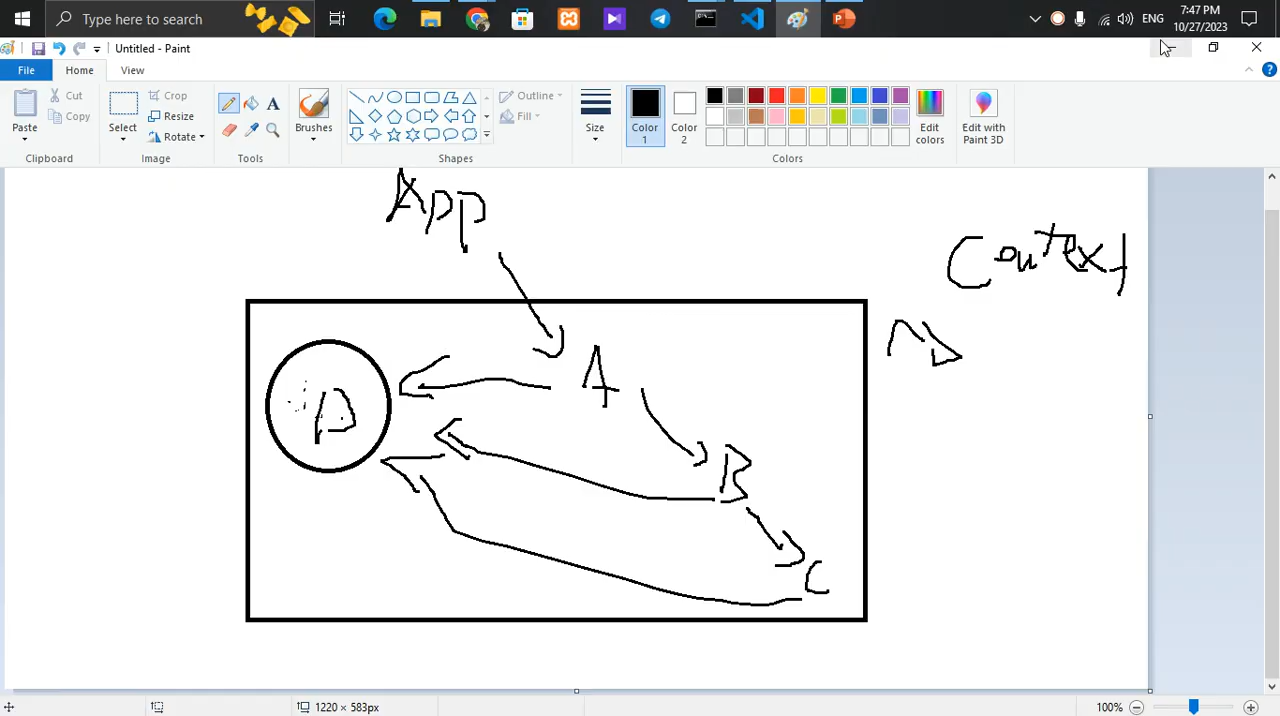 Type here to search
ENG
7:47 PM
10/27/2023
Untitled - Paint
File
Home
View
Paste
Cut
Copy
Clipboard
Select
Crop
Resize
Rotate
Image
A
Tools
Brushes
Outline
Fill
Shapes
Size
Color 1
Color 2
Edit colors
Colors
Edit with Paint 3D
App
Context
D
A
B
C
1220 × 583px
100%